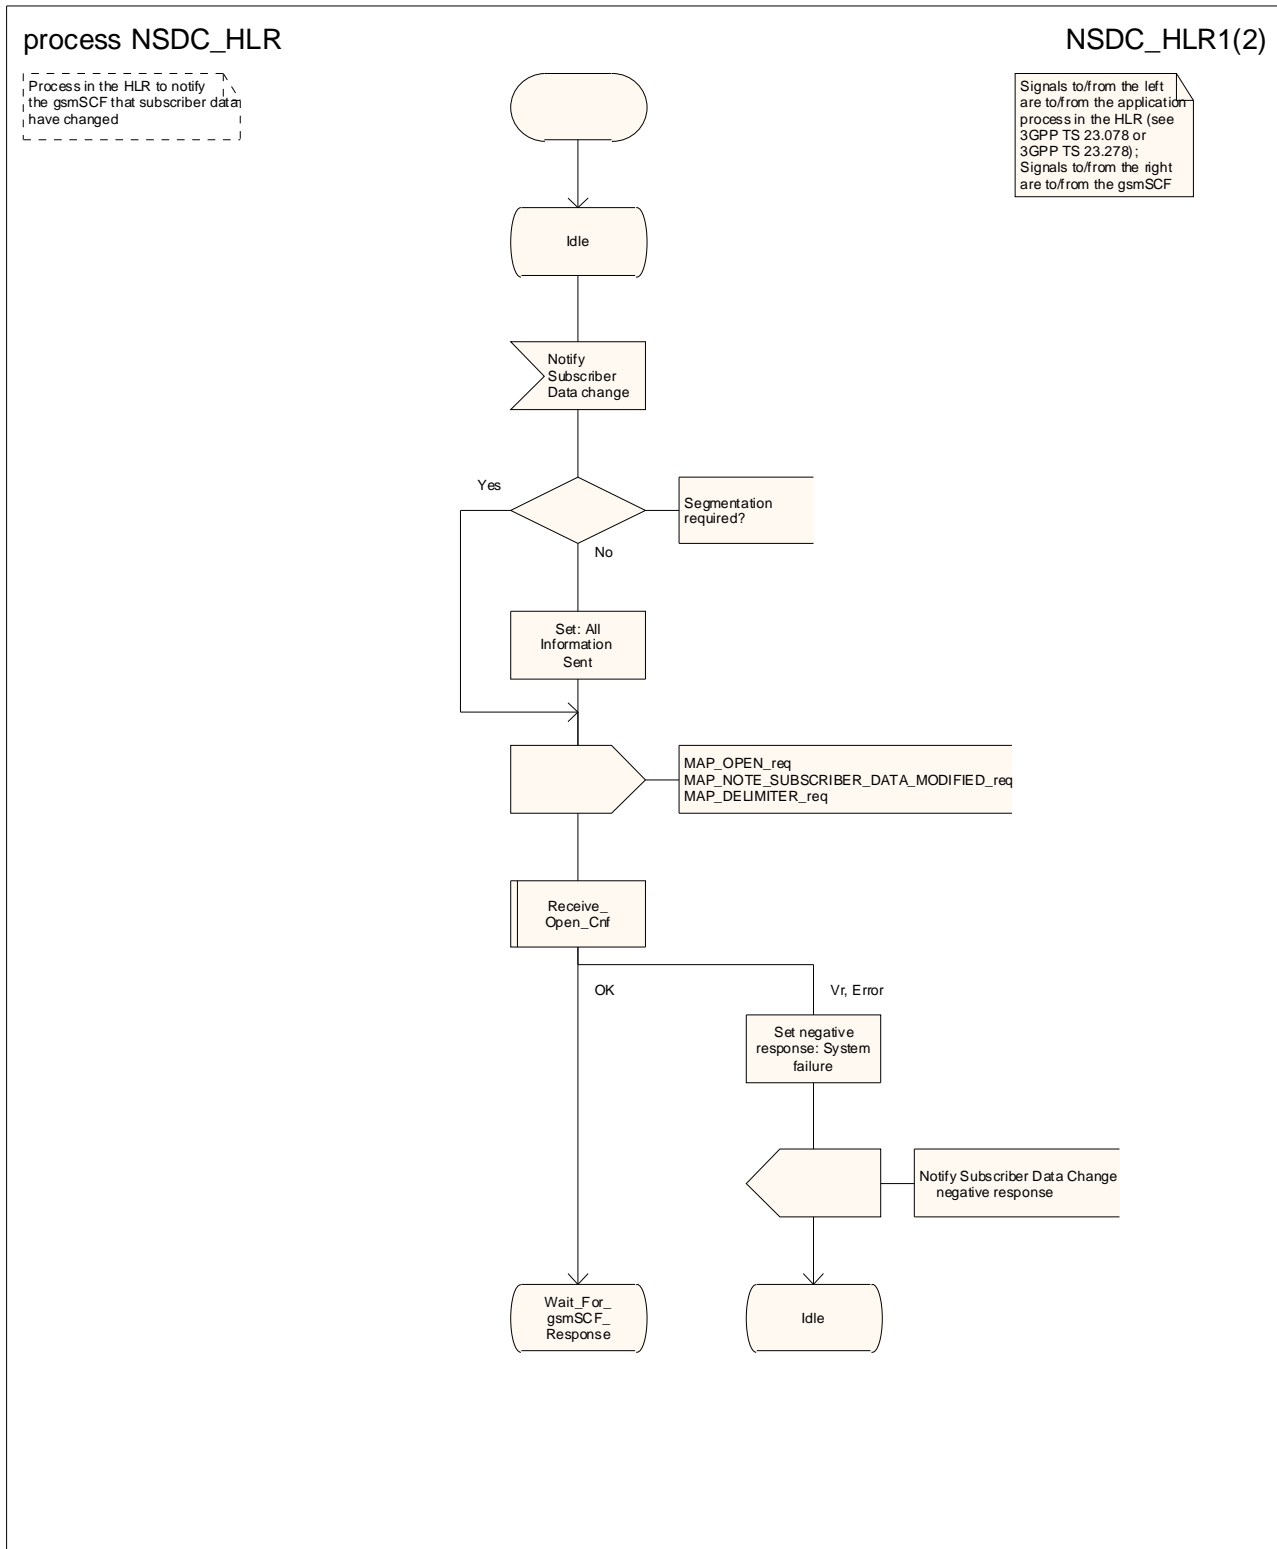 process NSDC_HLR
NSDC_HLR1(2)
Process in the HLR to notify
the gsmSCF that subscriber data
have changed
Signals to/from the left
are to/from the application
process in the HLR (see
3GPP TS 23.078 or
3GPP TS 23.278);
Signals to/from the right
are to/from the gsmSCF
Idle
Notify
Subscriber
Data change
Yes
Segmentation
required?
No
Set: All
Information
Sent
MAP_OPEN_req
MAP_NOTE_SUBSCRIBER_DATA_MODIFIED_req
MAP_DELIMITER_req
Receive_
Open_Cnf
OK
Vr, Error
Set negative
response: System
failure
Notify Subscriber Data Change
negative response
Wait_For_
gsmSCF_
Response
Idle